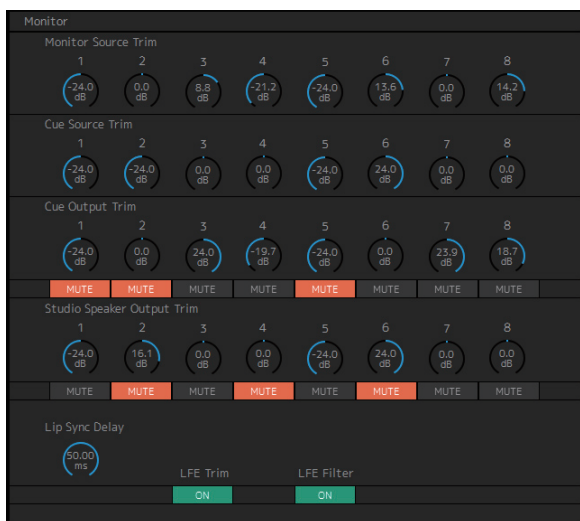 Monitor
Monitor Source Trim
1 2 3 4 5 6 7 8
-24.0 dB 0.0 dB 8.8 dB -21.2 dB -24.0 dB 13.6 dB 0.0 dB 14.2 dB
Cue Source Trim
1 2 3 4 5 6 7 8
-24.0 dB -24.0 dB 0.0 dB 0.0 dB -24.0 dB 24.0 dB 0.0 dB 0.0 dB
Cue Output Trim
1 2 3 4 5 6 7 8
-24.0 dB 0.0 dB 24.0 dB -19.7 dB -24.0 dB 0.0 dB 23.9 dB 18.7 dB
MUTE MUTE MUTE MUTE MUTE MUTE MUTE MUTE
Studio Speaker Output Trim
1 2 3 4 5 6 7 8
-24.0 dB 16.1 dB 0.0 dB 0.0 dB -24.0 dB 24.0 dB 0.0 dB 0.0 dB
MUTE MUTE MUTE MUTE MUTE MUTE MUTE MUTE
Lip Sync Delay
50.00 ms
LFE Trim LFE Filter
ON ON